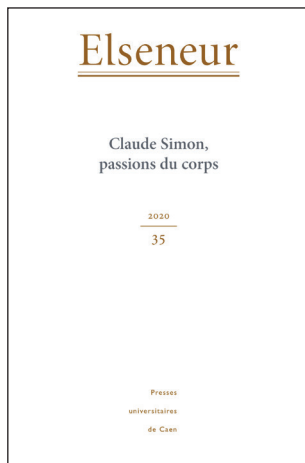 Elseneur
Claude Simon,
passions du corps
2020
35
Presses
universitaires
de Caen